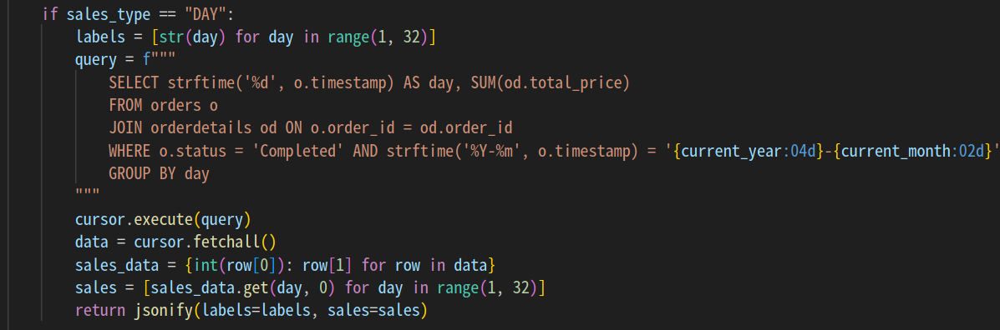 if sales_type == "DAY":
labels = [str(day) for day in range(1, 32)]
query = f"""
SELECT strftime('%d', o.timestamp) AS day, SUM(od.total_price)
FROM orders o
JOIN orderdetails od ON o.order_id = od.order_id
WHERE o.status = 'Completed' AND strftime('%Y-%m', o.timestamp) = '{current_year:04d}-{current_month:02d}'
GROUP BY day
"""
cursor.execute(query)
data = cursor.fetchall()
sales_data = {int(row[0]): row[1] for row in data}
sales = [sales_data.get(day, 0) for day in range(1, 32)]
return jsonify(labels=labels, sales=sales)